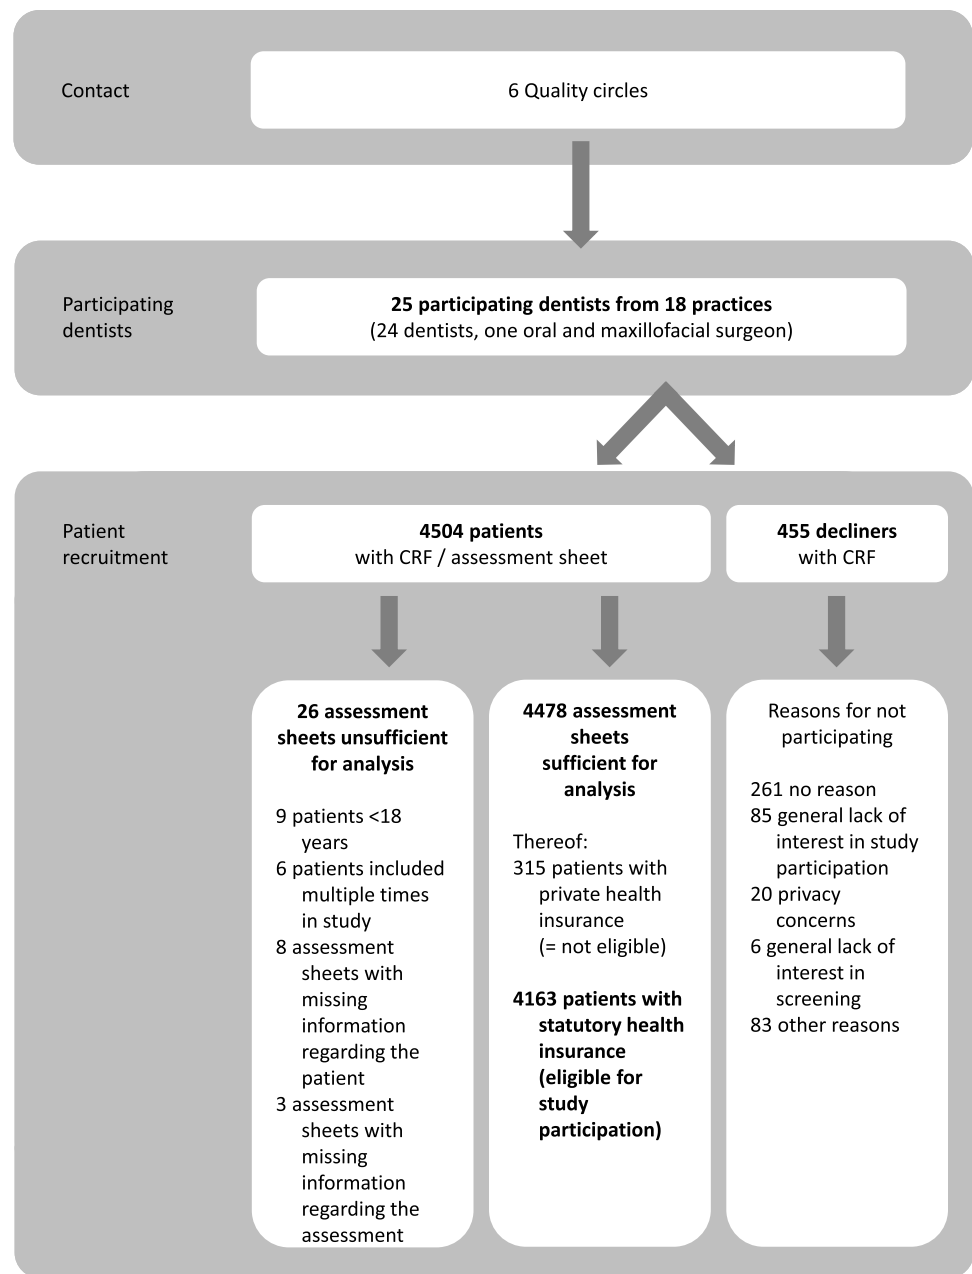 Contact
6 Quality circles
Participating
dentists
25 participating dentists from 18 practices
(24 dentists, one oral and maxillofacial surgeon)
Patient
recruitment
4504 patients
with CRF / assessment sheet
455 decliners
with CRF
26 assessment
sheets unsufficient
for analysis
9 patients <18
years
6 patients included
multiple times
in study
8 assessment
sheets with
missing
information
regarding the
patient
3 assessment
sheets with
missing
information
regarding the
assessment
4478 assessment
sheets
sufficient for
analysis
Thereof:
315 patients with
private health
insurance
(= not eligible)
4163 patients with
statutory health
insurance
(eligible for
study
participation)
Reasons for not
participating
261 no reason
85 general lack of
interest in study
participation
20 privacy
concerns
6 general lack of
interest in
screening
83 other reasons